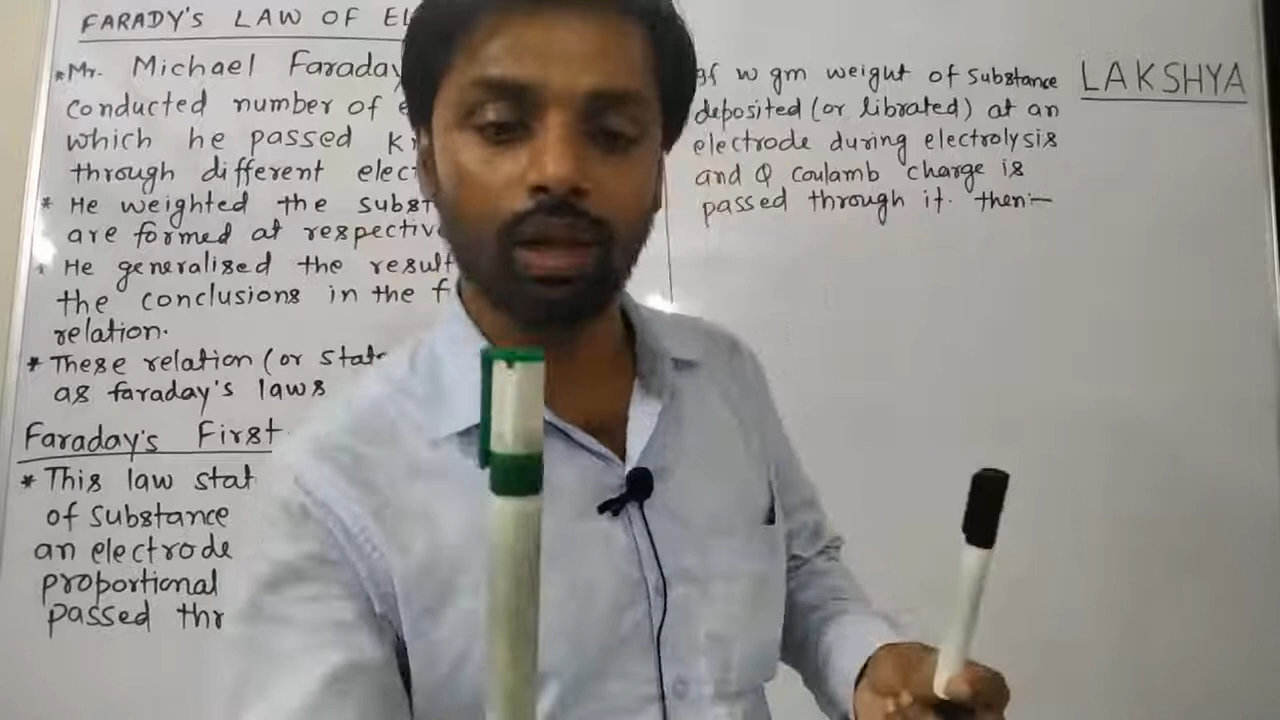 FARADY'S LAW OF EL
*Mr. Michael Faraday
conducted number of e
which he passed K
through different elec
* He weighted the subst
are formed at respectiv
* He generalised the result
the conclusions in the f
relation.
* These relation (or stat
as faraday's laws
Faraday's First
* This law stat
of substance
an electrode
proportional
passed thr
If w gm weight of substance
deposited (or librated) at an
electrode during electrolysis
and Q Coulamb charge is
passed through it. then:-
LAKSHYA